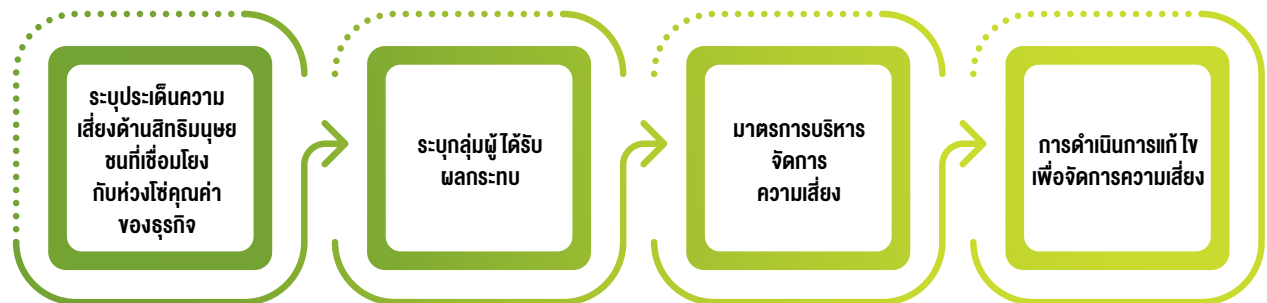 ระบุประเด็นความ
เสี่ยงด้านสิทธิมนุษย
ชนที่เชื่อมโยง
กับห่วงโซ่คุณค่า
ของธุรกิจ
ระบุกลุ่มผู้ได้รับ
ผลกระทบ
มาตรการบริหาร
จัดการ
ความเสี่ยง
การดำเนินการแก้ไข
เพื่อจัดการความเสี่ยง